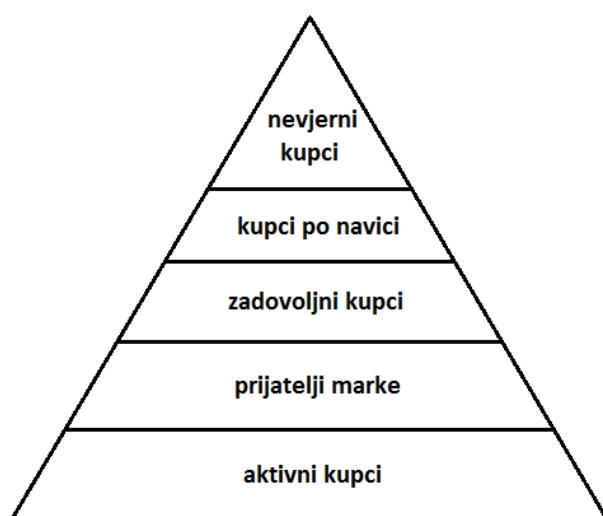 nevjerni
kupci
kupci po navici
zadovoljni kupci
prijatelji marke
aktivni kupci